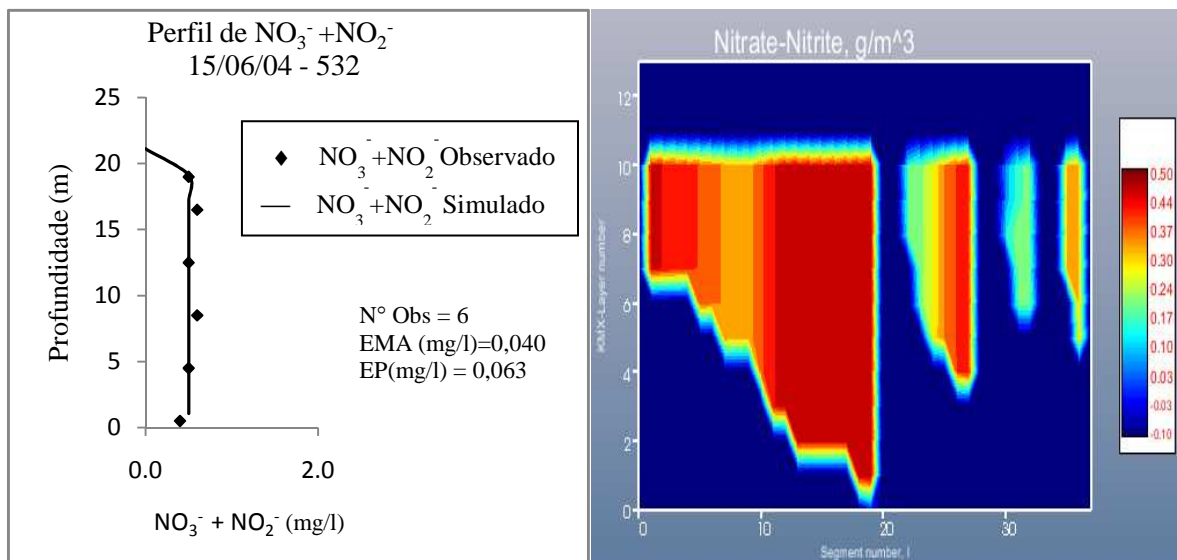 Perfil de NO₃⁻ +NO₂⁻
15/06/04 - 532
25
20
15
10
5
0
Profundidade (m)
0.0 2.0
NO₃⁻ + NO₂⁻ (mg/l)
NO₃⁻+NO₂⁻Observado
NO₃⁻+NO₂⁻ Simulado
N° Obs = 6
EMA (mg/l)=0,040
EP(mg/l) = 0,063
Nitrate-Nitrite, g/m^3
12
10
8
6
4
2
0
KMX-Layer number
0 10 20 30
Segment number, I
0.50
0.44
0.37
0.30
0.23
0.17
0.10
0.03
-0.03
-0.10